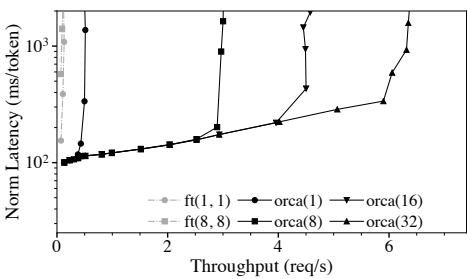 Norm Latency (ms/token)
10³
10²
ft(1, 1) orca(1) orca(16)
ft(8, 8) orca(8) orca(32)
0 2 4 6
Throughput (req/s)